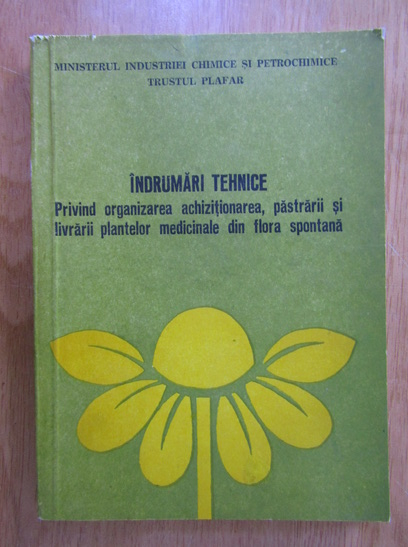 MINISTERUL INDUSTRIEI CHIMICE ȘI PETROCHIMICE
TRUSTUL PLAFAR
ÎNDRUMĂRI TEHNICE
Privind organizarea achiziționarea, păstrării și
livrării plantelor medicinale din flora spontană